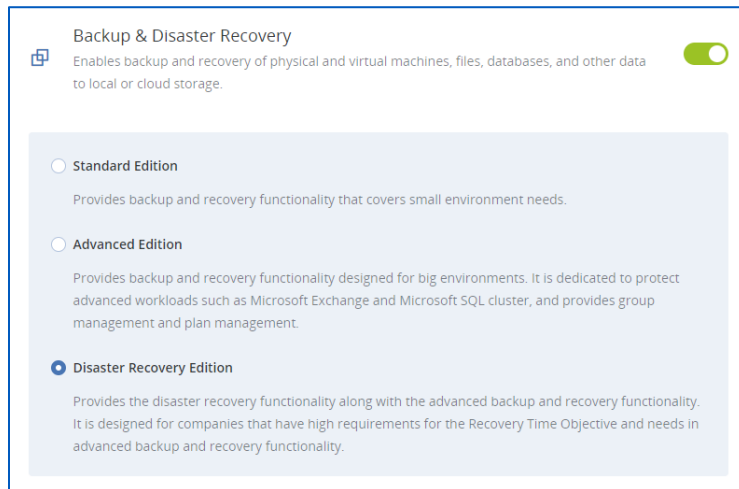 Backup & Disaster Recovery
Enables backup and recovery of physical and virtual machines, files, databases, and other data
to local or cloud storage.
Standard Edition
Provides backup and recovery functionality that covers small environment needs.
Advanced Edition
Provides backup and recovery functionality designed for big environments. It is dedicated to protect
advanced workloads such as Microsoft Exchange and Microsoft SQL cluster, and provides group
management and plan management.
Disaster Recovery Edition
Provides the disaster recovery functionality along with the advanced backup and recovery functionality.
It is designed for companies that have high requirements for the Recovery Time Objective and needs in
advanced backup and recovery functionality.